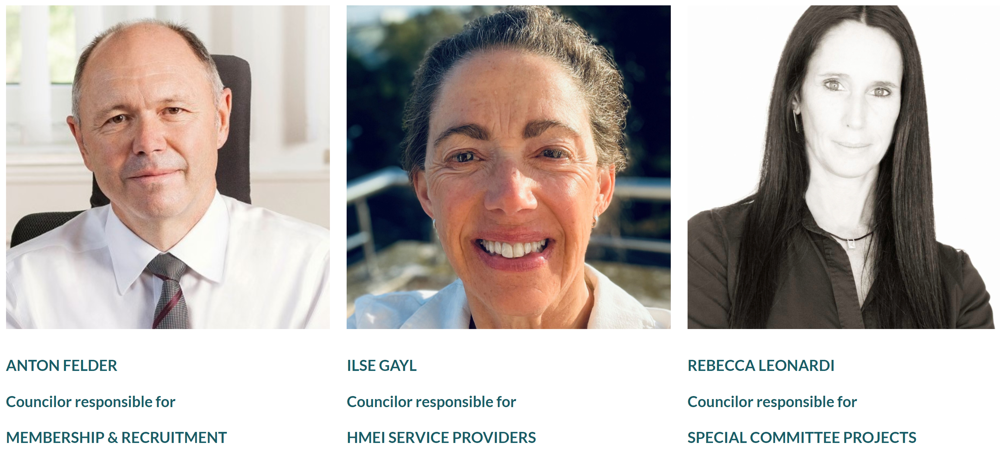 ANTON FELDER
Councilor responsible for
MEMBERSHIP & RECRUITMENT
ILSE GAYL
Councilor responsible for
HMEI SERVICE PROVIDERS
REBECCA LEONARDI
Councilor responsible for
SPECIAL COMMITTEE PROJECTS